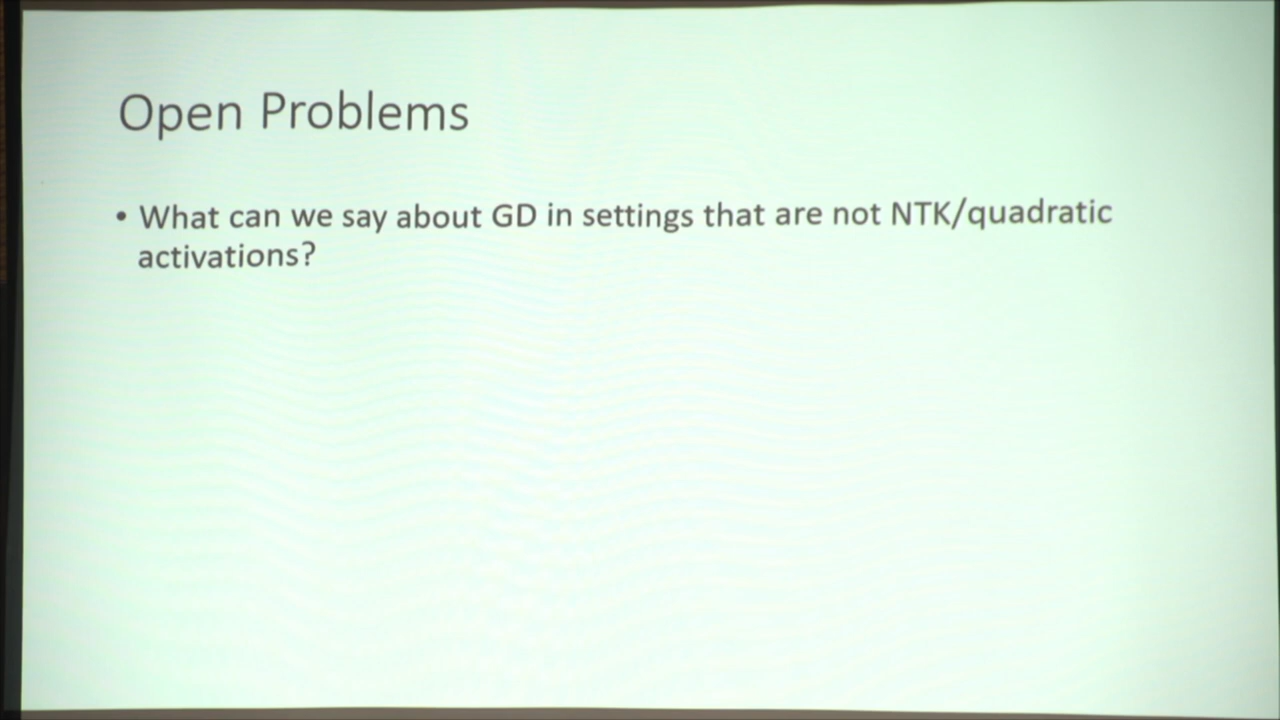 Open Problems
• What can we say about GD in settings that are not NTK/quadratic
activations?